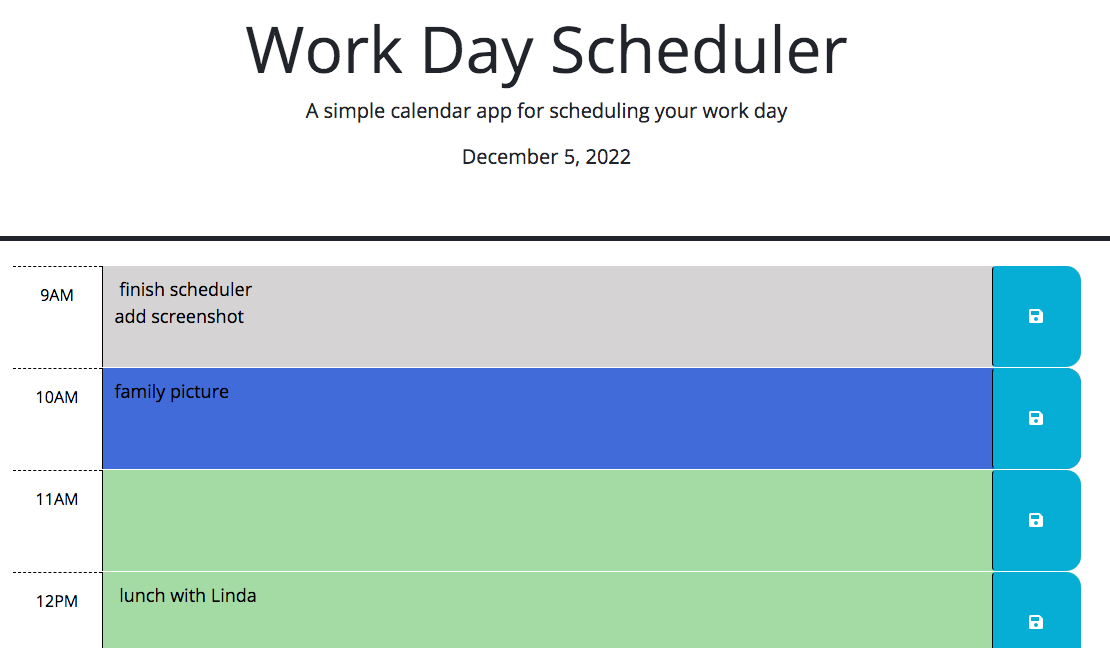 Work Day Scheduler
A simple calendar app for scheduling your work day
December 5, 2022
9AM
finish scheduler
add screenshot
10AM
family picture
11AM
12PM
lunch with Linda